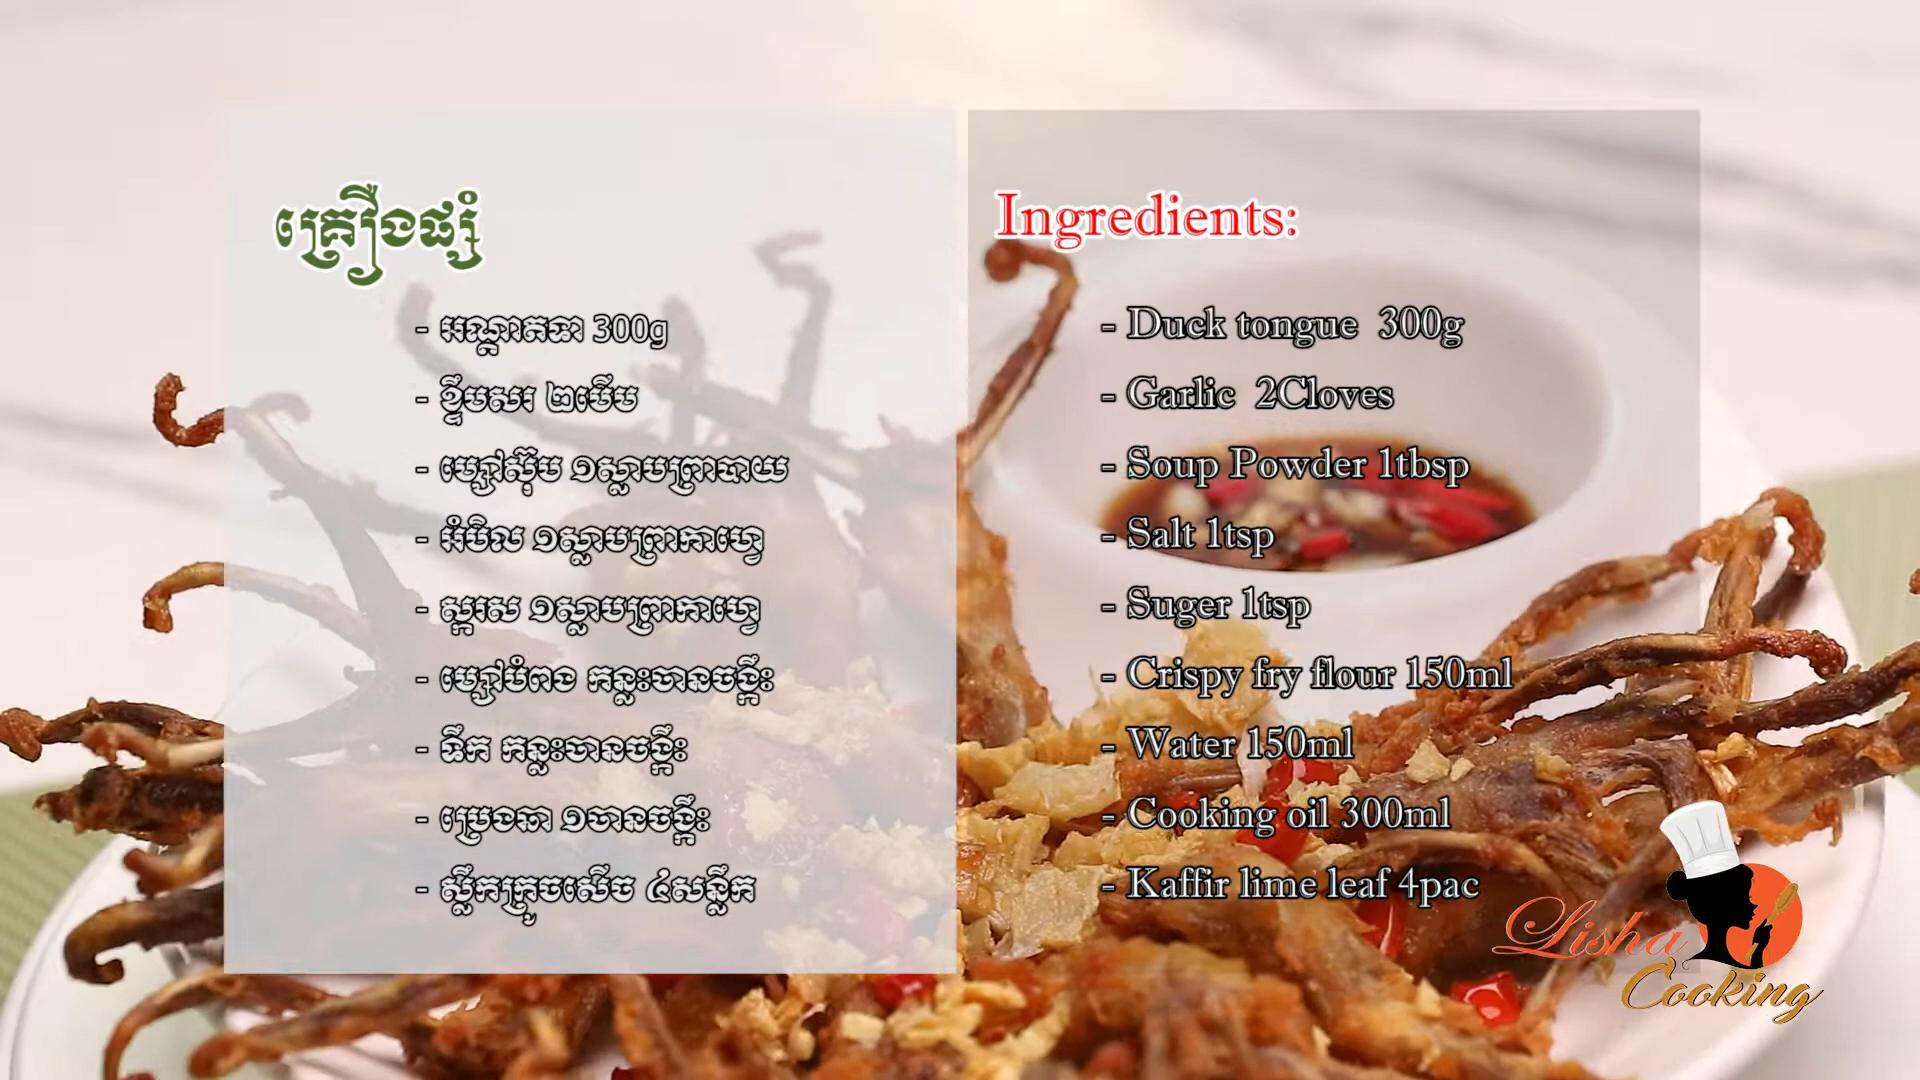 គ្រឿងផ្សំ
- អណ្ដាតទា 300g
- ខ្ទឹមសរ ២មើម
- ម្សៅស៊ុប ១ស្លាបព្រាបាយ
- អំបិល ១ស្លាបព្រាកាហ្វេ
- ស្ករស ១ស្លាបព្រាកាហ្វេ
- ម្សៅបំពង កន្លះចានចង្កឹះ
- ទឹក កន្លះចានចង្កឹះ
- ប្រេងឆា ១ចានចង្កឹះ
- ស្លឹកក្រូចសើច ៤សន្លឹក
Ingredients:
- Duck tongue 300g
- Garlic 2Cloves
- Soup Powder 1tbsp
- Salt 1tsp
- Suger 1tsp
- Crispy fry flour 150ml
- Water 150ml
- Cooking oil 300ml
- Kaffir lime leaf 4pac
Lisha
Cooking